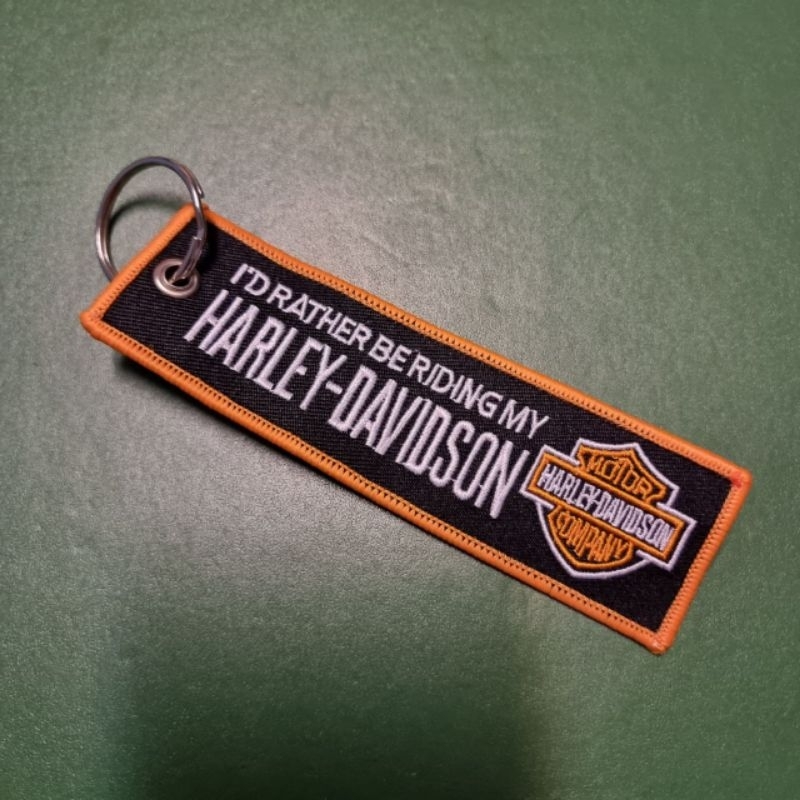 I'D RATHER BE RIDING MY
HARLEY-DAVIDSON
MOTOR
HARLEY-DAVIDSON
COMPANY